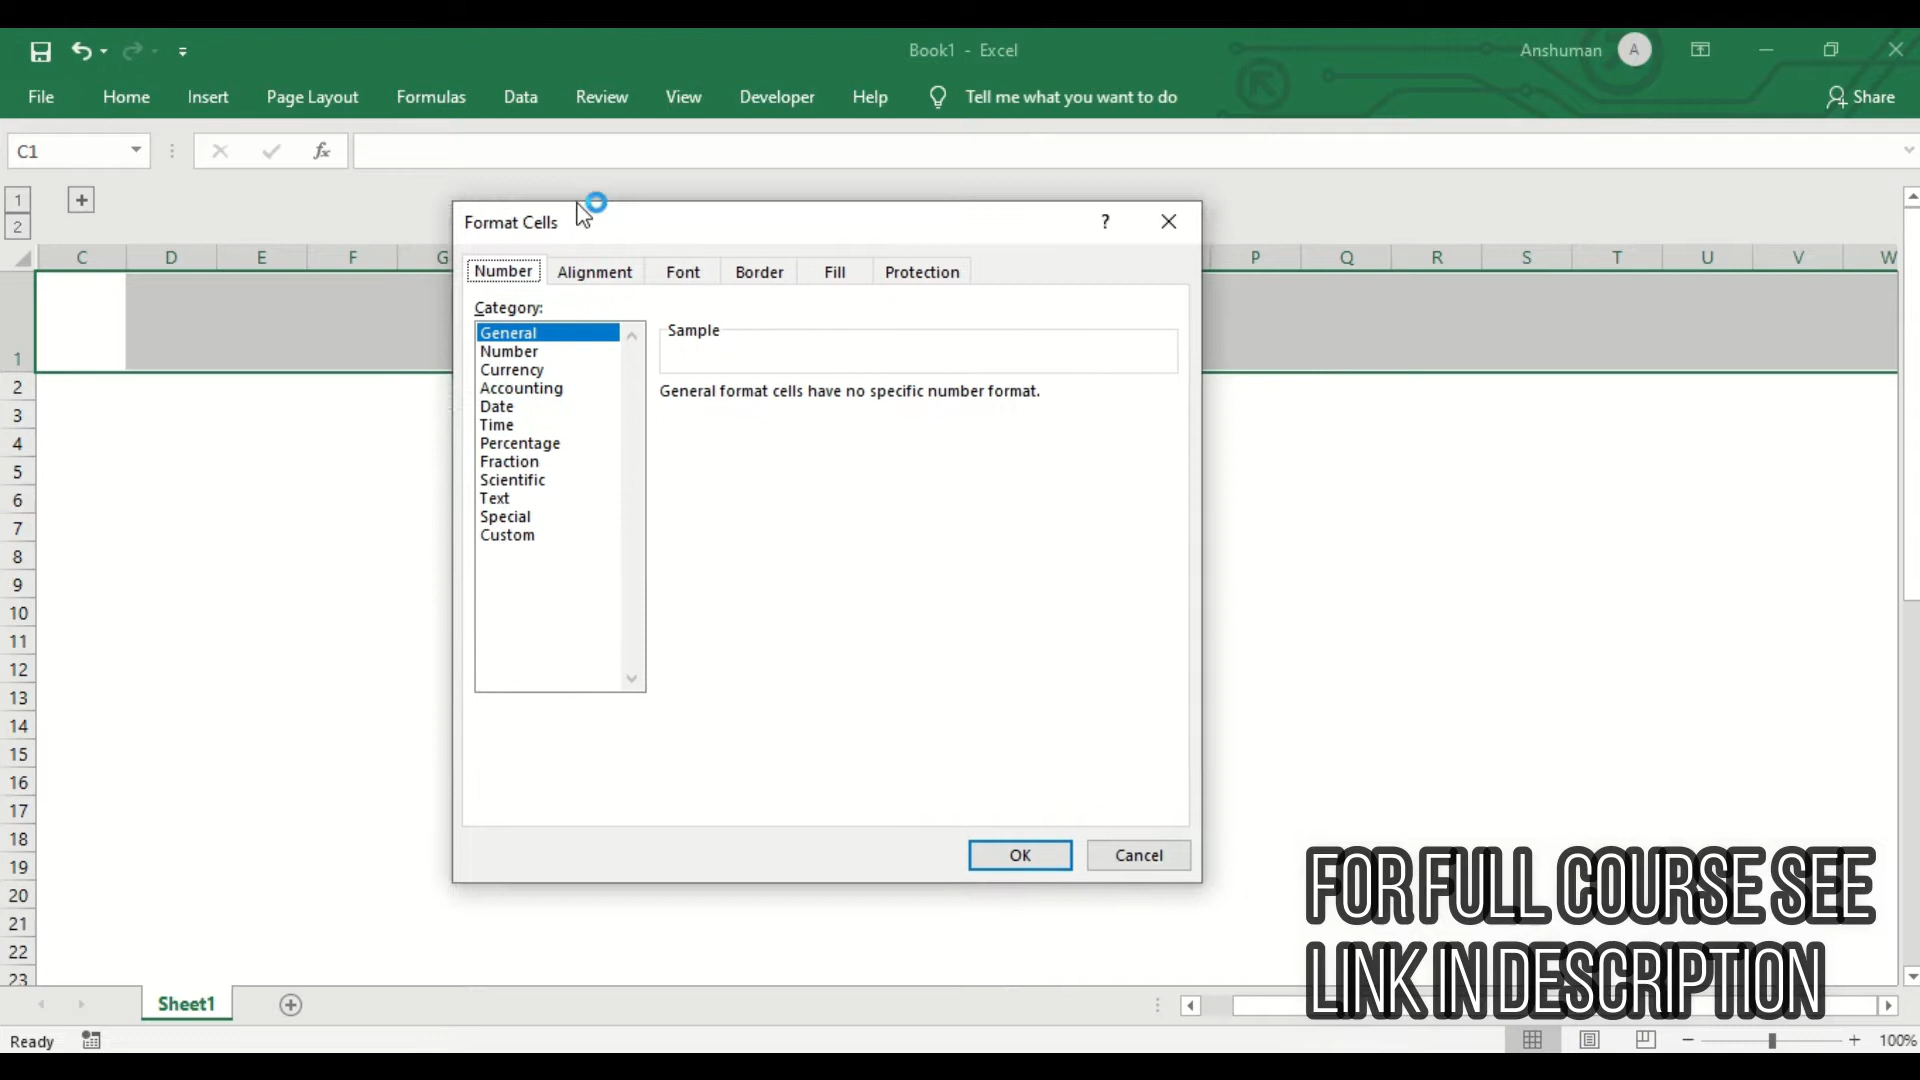 Book1 - Excel
Anshuman A
File Home Insert Page Layout Formulas Data Review View Developer Help Tell me what you want to do Share
C1 fx
1
2
Format Cells ?
C D E F G P Q R S T U V W
Number Alignment Font Border Fill Protection
Category:
General
Number
Currency
Accounting
Date
Time
Percentage
Fraction
Scientific
Text
Special
Custom
Sample
General format cells have no specific number format.
OK Cancel
1
2
3
4
5
6
7
8
9
10
11
12
13
14
15
16
17
18
19
20
21
22
23
FOR FULL COURSE SEE
LINK IN DESCRIPTION
Sheet1
Ready
100%